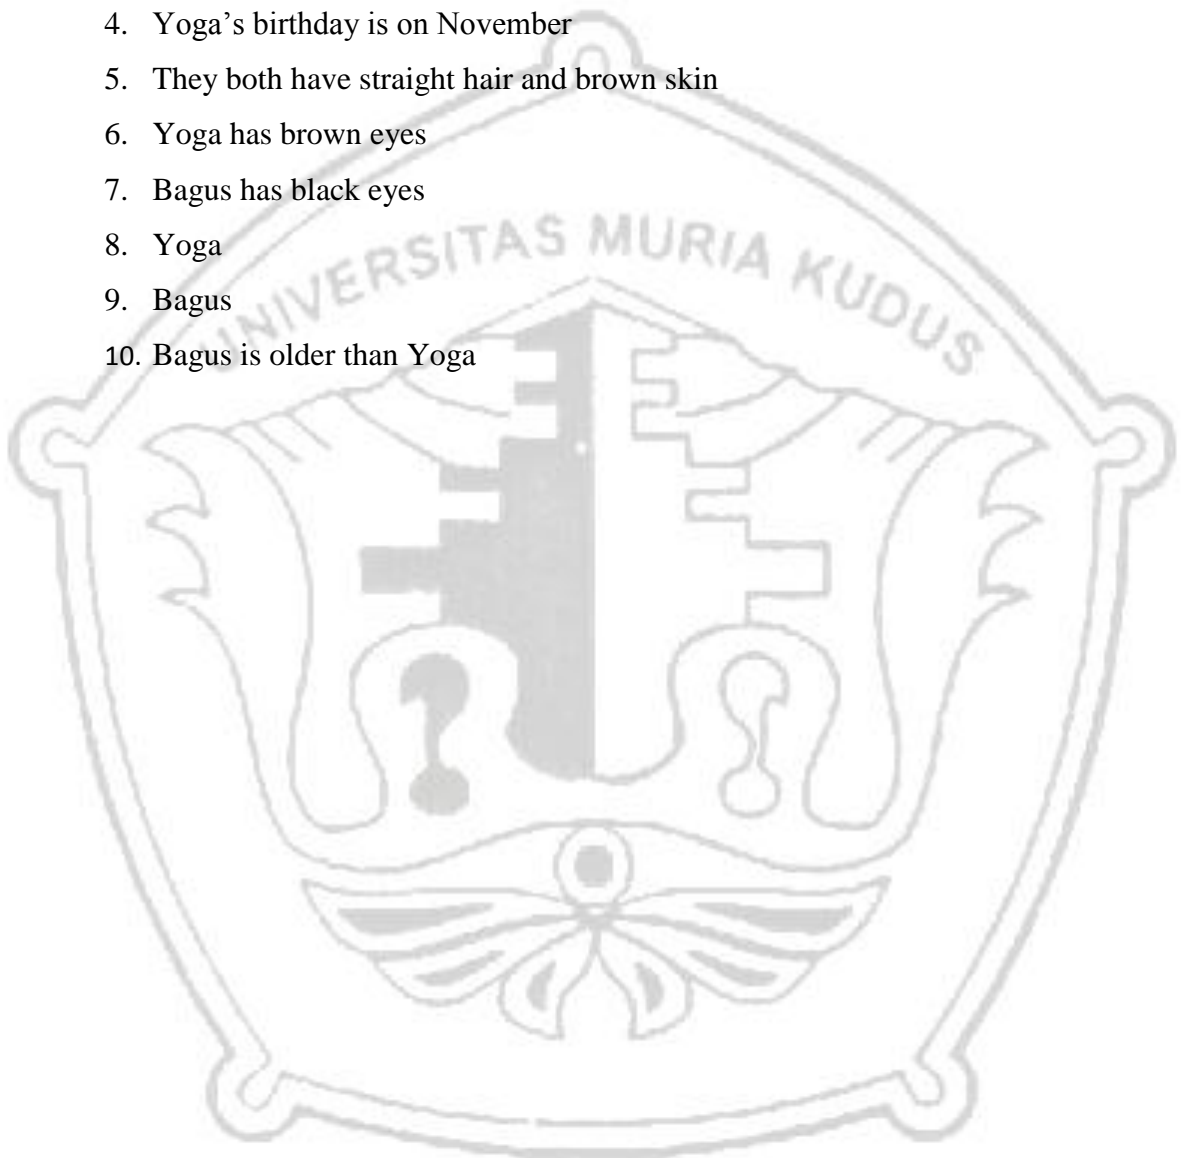 4. Yoga’s birthday is on November
5. They both have straight hair and brown skin
6. Yoga has brown eyes
7. Bagus has black eyes
8. Yoga
9. Bagus
10. Bagus is older than Yoga
UNIVERSITAS MURIA KUDUS